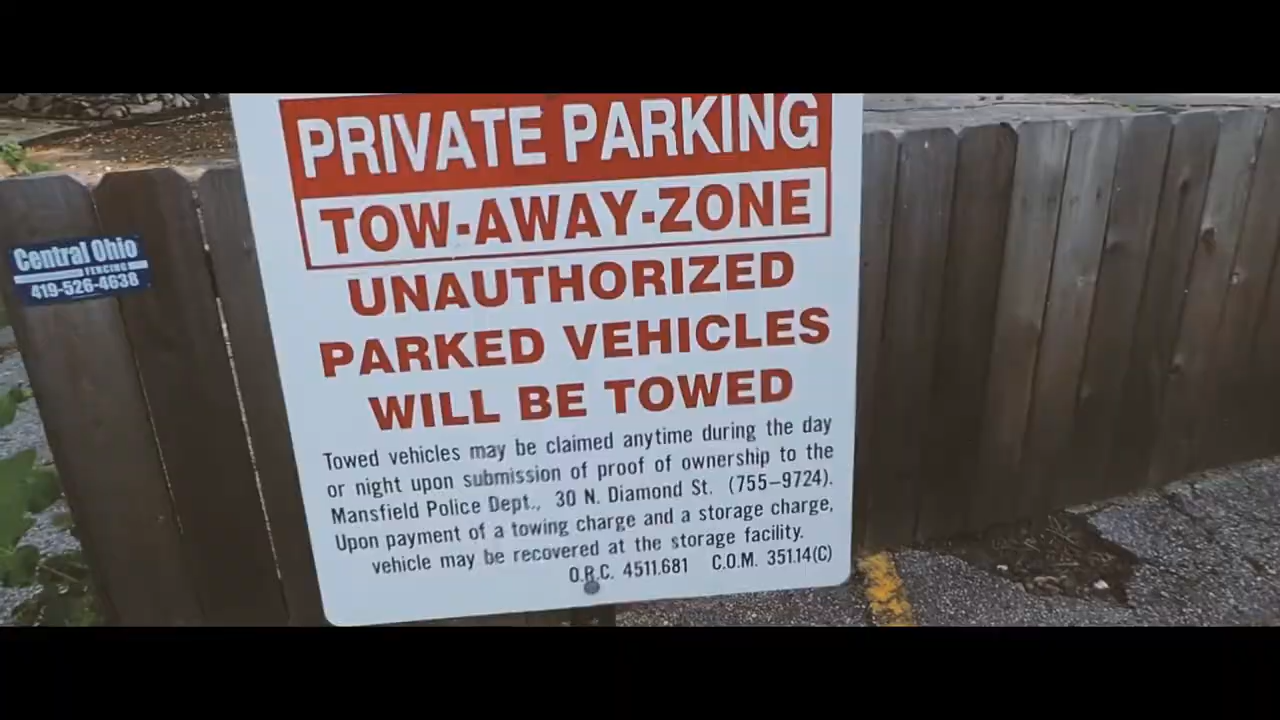 PRIVATE PARKING
TOW-AWAY-ZONE
UNAUTHORIZED
PARKED VEHICLES
WILL BE TOWED
Towed vehicles may be claimed anytime during the day
or night upon submission of proof of ownership to the
Mansfield Police Dept., 30 N. Diamond St. (755-9724).
Upon payment of a towing charge and a storage charge,
vehicle may be recovered at the storage facility.
O.R.C. 4511.681 C.O.M. 351.14(C)
Central Ohio
FENCING
419-526-4638